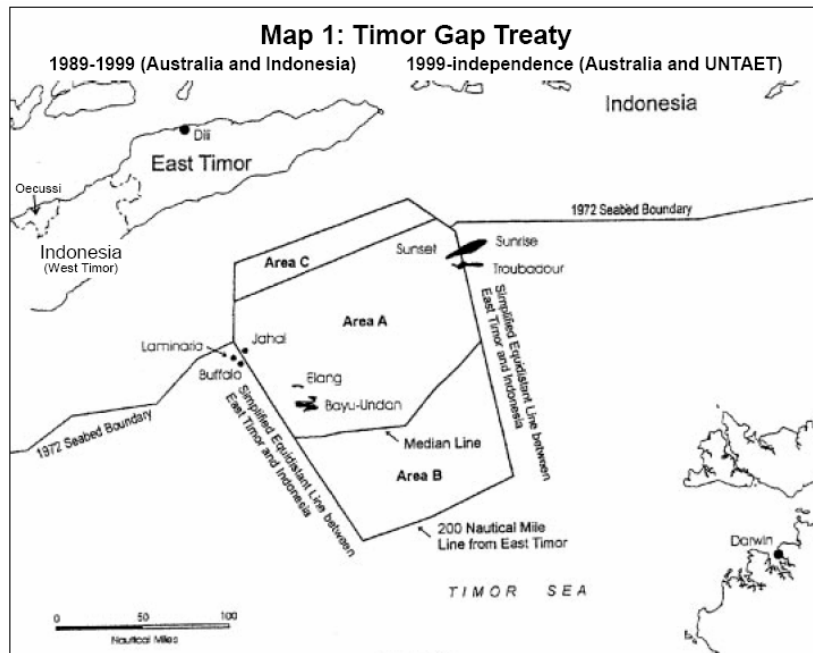 Map 1: Timor Gap Treaty
1989-1999 (Australia and Indonesia)
1999-independence (Australia and UNTAET)
Indonesia
Dili
East Timor
Oecussi
1972 Seabed Boundary
Indonesia
(West Timor)
Sunset
Sunrise
Area C
Troubadour
Area A
Simplified Equidistant Line between
East Timor and Indonesia
Laminaria
Jahal
Buffalo
Elang
Bayu-Undan
1972 Seabed Boundary
Simplified Equidistant Line between
East Timor and Indonesia
Median Line
Area B
200 Nautical Mile
Line from East Timor
Darwin
TIMOR SEA
0 50 100
Nautical Miles